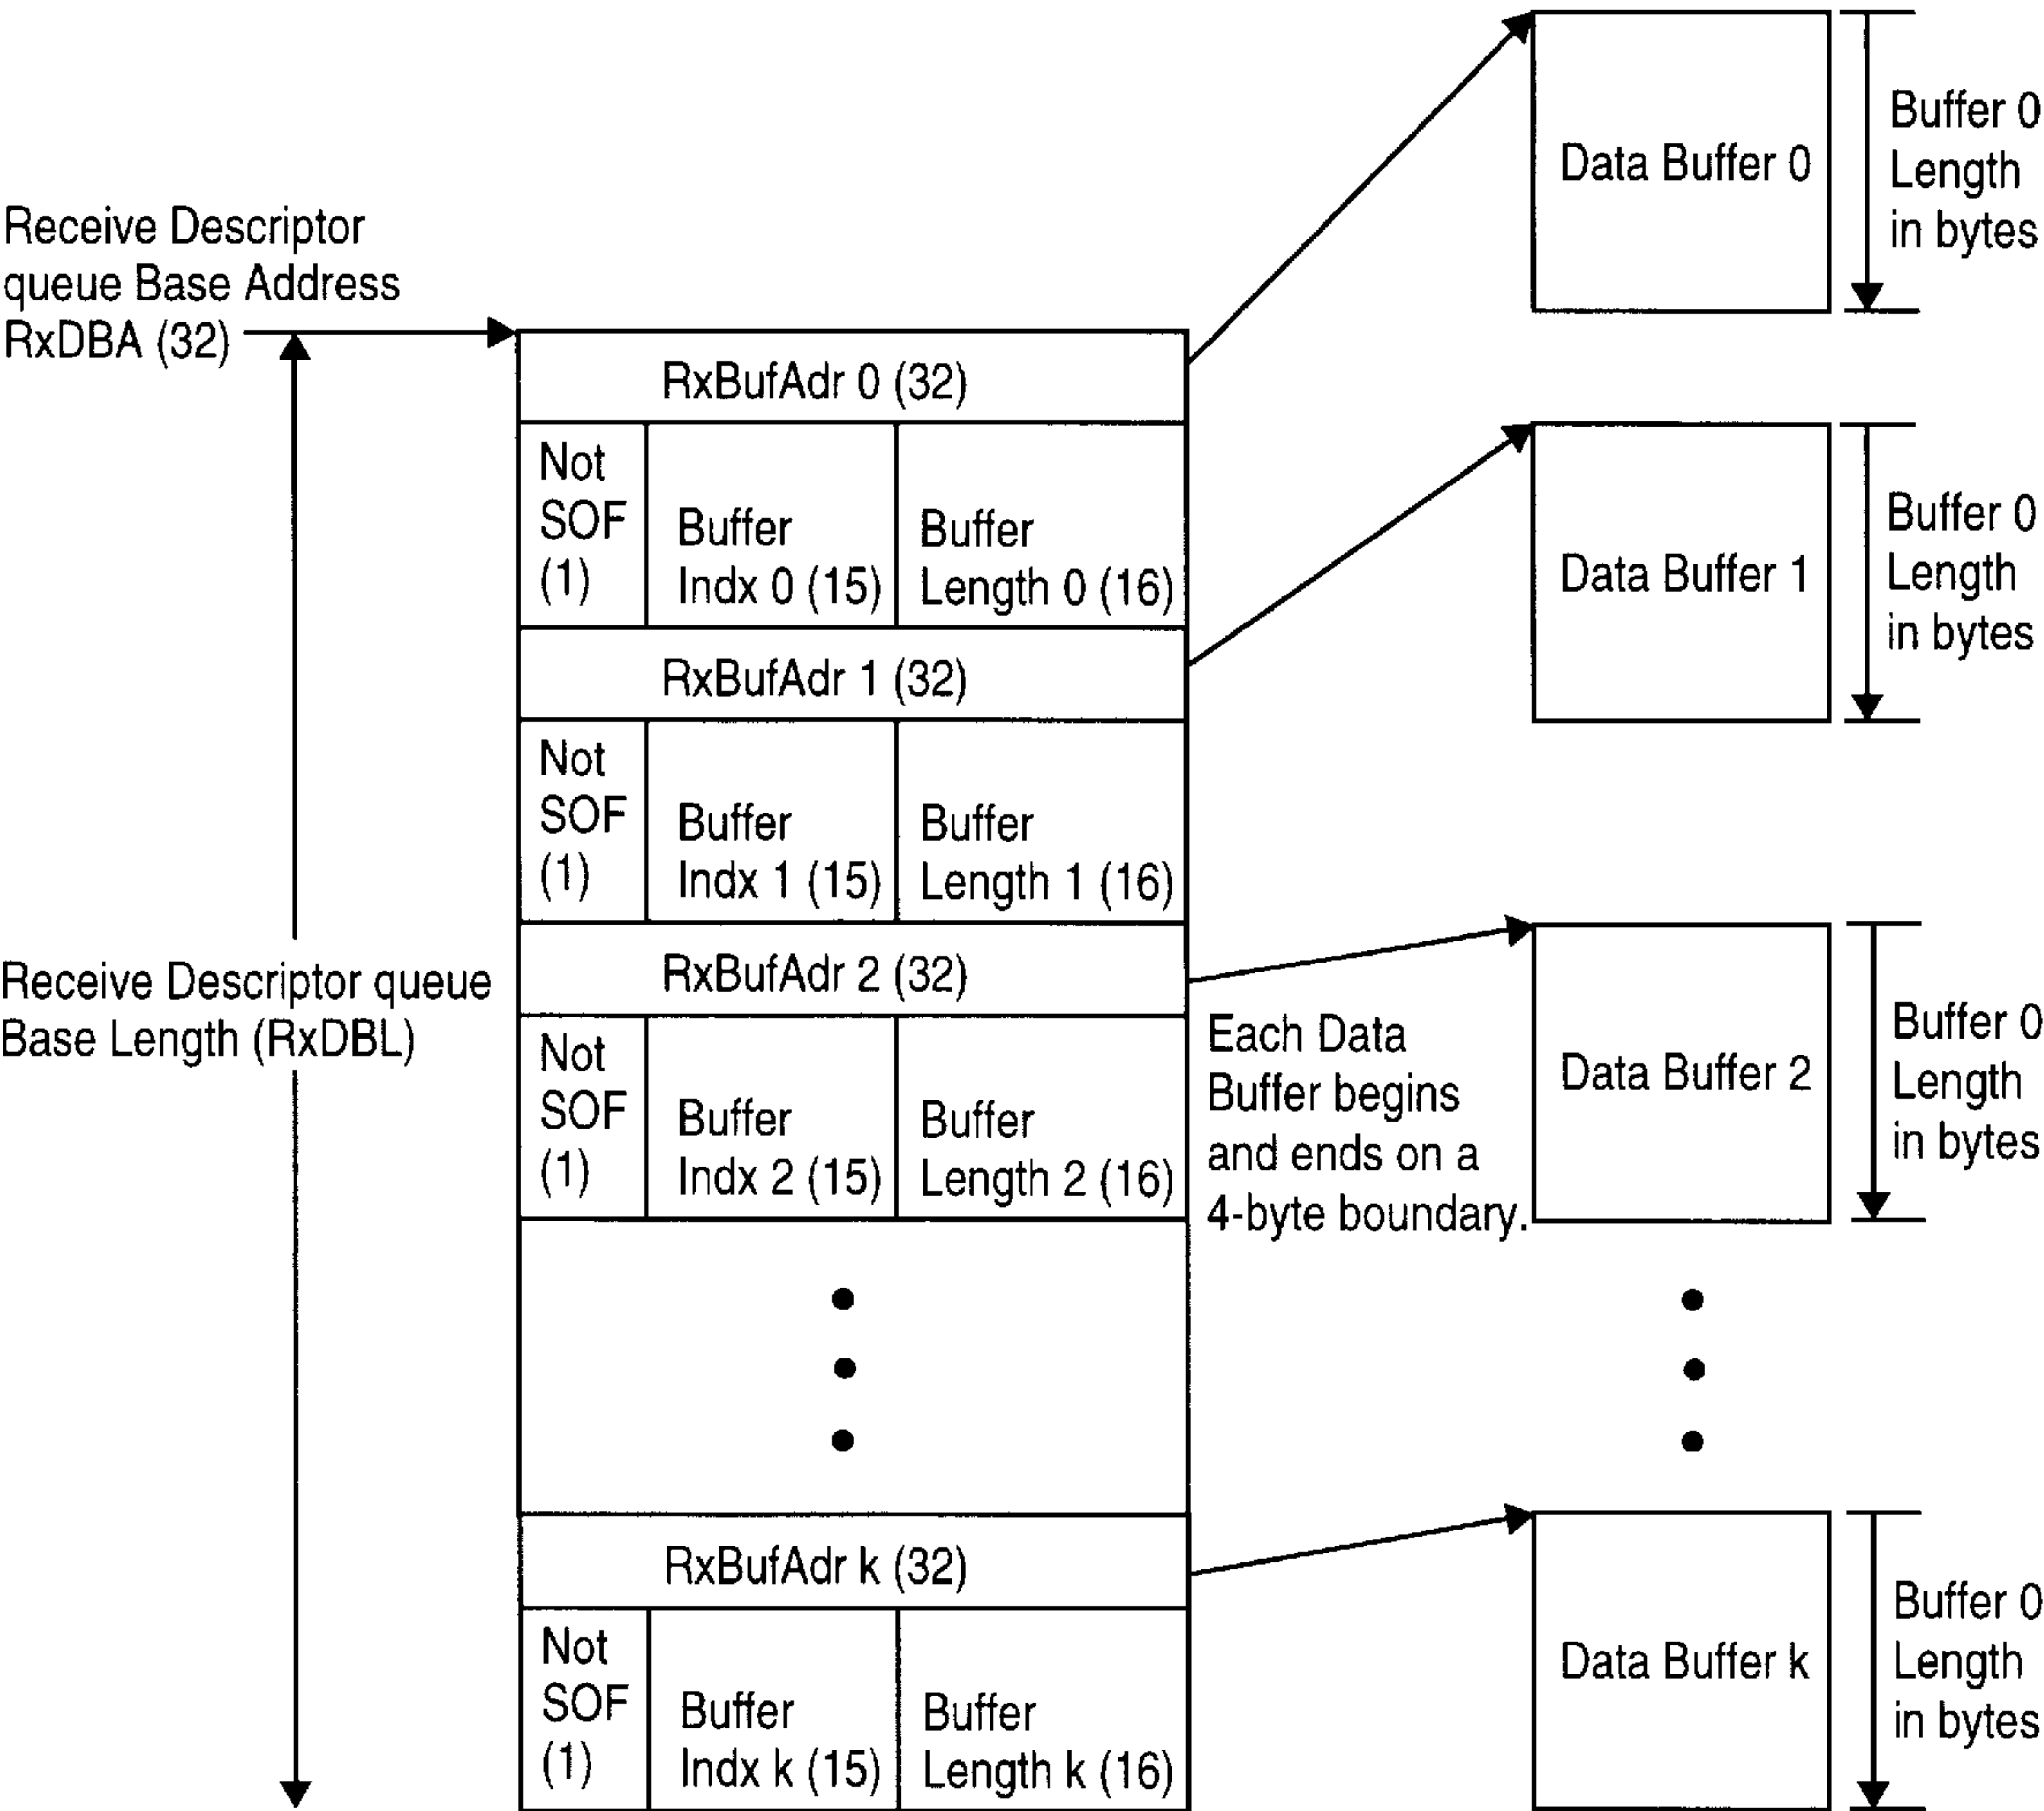 Receive Descriptor
queue Base Address
RxDBA (32)
Receive Descriptor queue
Base Length (RxDBL)
RxBufAdr 0 (32)
Not
SOF
(1)
Buffer
Indx 0 (15)
Buffer
Length 0 (16)
RxBufAdr 1 (32)
Not
SOF
(1)
Buffer
Indx 1 (15)
Buffer
Length 1 (16)
RxBufAdr 2 (32)
Not
SOF
(1)
Buffer
Indx 2 (15)
Buffer
Length 2 (16)
RxBufAdr k (32)
Not
SOF
(1)
Buffer
Indx k (15)
Buffer
Length k (16)
Each Data
Buffer begins
and ends on a
4-byte boundary.
Data Buffer 0
Buffer 0
Length
in bytes
Data Buffer 1
Buffer 0
Length
in bytes
Data Buffer 2
Buffer 0
Length
in bytes
Data Buffer k
Buffer 0
Length
in bytes